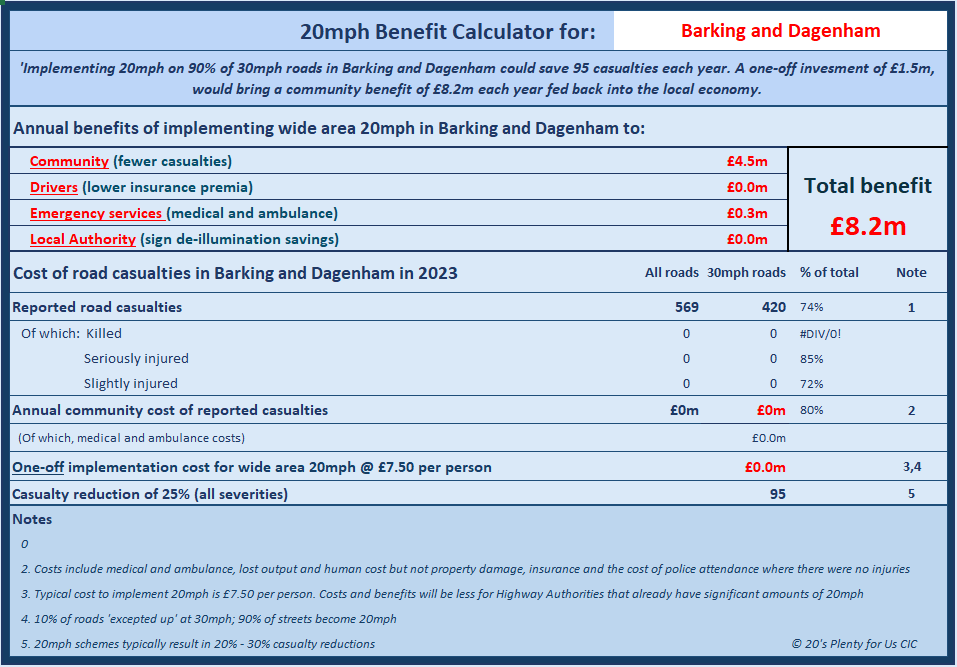 20mph Benefit Calculator for: Barking and Dagenham
'Implementing 20mph on 90% of 30mph roads in Barking and Dagenham could save 95 casualties each year. A one-off invesment of £1.5m,
would bring a community benefit of £8.2m each year fed back into the local economy.
Annual benefits of implementing wide area 20mph in Barking and Dagenham to:
Community (fewer casualties) £4.5m
Drivers (lower insurance premia) £0.0m
Emergency services (medical and ambulance) £0.3m
Local Authority (sign de-illumination savings) £0.0m
Total benefit
£8.2m
Cost of road casualties in Barking and Dagenham in 2023 All roads 30mph roads % of total Note
Reported road casualties 569 420 74% 1
Of which: Killed 0 0 #DIV/0!
Seriously injured 0 0 85%
Slightly injured 0 0 72%
Annual community cost of reported casualties £0m £0m 80% 2
(Of which, medical and ambulance costs) £0.0m
One-off implementation cost for wide area 20mph @ £7.50 per person £0.0m 3,4
Casualty reduction of 25% (all severities) 95 5
Notes
0
2. Costs include medical and ambulance, lost output and human cost but not property damage, insurance and the cost of police attendance where there were no injuries
3. Typical cost to implement 20mph is £7.50 per person. Costs and benefits will be less for Highway Authorities that already have significant amounts of 20mph
4. 10% of roads 'excepted up' at 30mph; 90% of streets become 20mph
5. 20mph schemes typically result in 20% - 30% casualty reductions © 20's Plenty for Us CIC